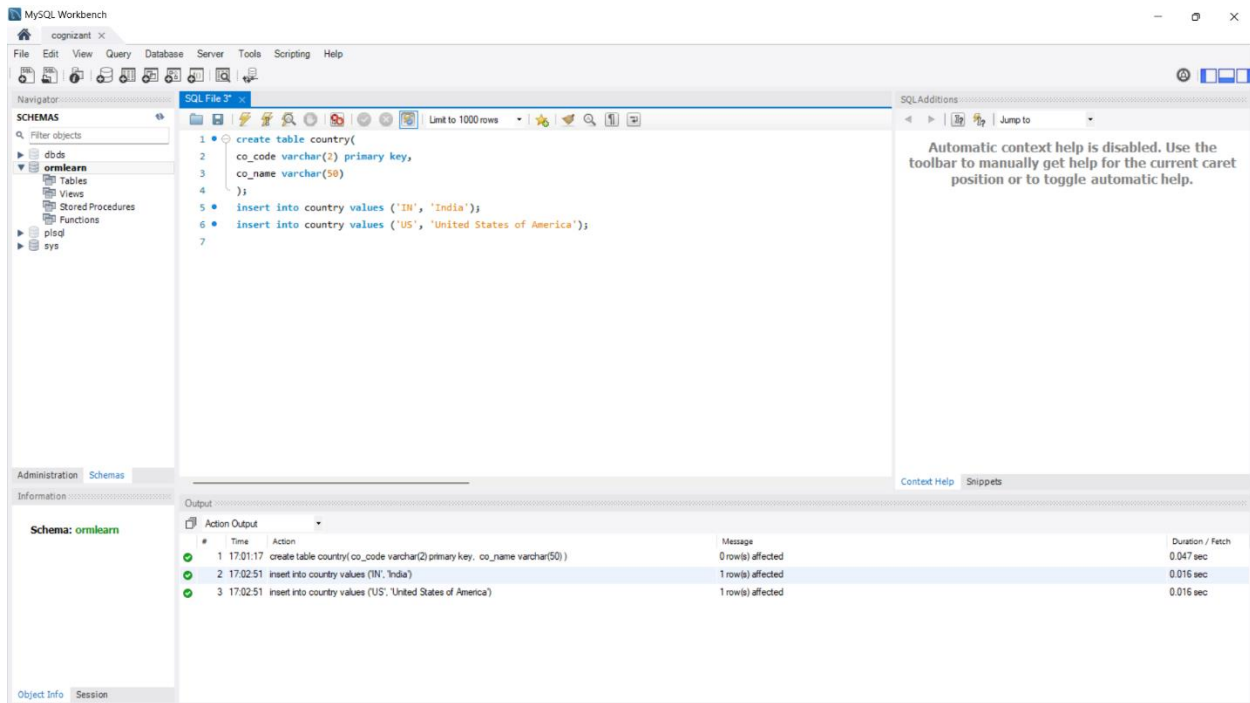 MySQL Workbench
cognizant
File Edit View Query Database Server Tools Scripting Help
Navigator
SCHEMAS
Filter objects
dbds
ormlearn
Tables
Views
Stored Procedures
Functions
plsql
sys
Administration Schemas
Information
Schema: ormlearn
Object Info Session
SQL File 3*
Limit to 1000 rows
1 create table country(
2 co_code varchar(2) primary key,
3 co_name varchar(50)
4 );
5 insert into country values ('IN', 'India');
6 insert into country values ('US', 'United States of America');
7
SQLAdditions
Jump to
Automatic context help is disabled. Use the
toolbar to manually get help for the current caret
position or to toggle automatic help.
Context Help Snippets
Output
Action Output
# Time Action Message Duration / Fetch
1 17:01:17 create table country( co_code varchar(2) primary key, co_name varchar(50) ) 0 row(s) affected 0.047 sec
2 17:02:51 insert into country values ('IN', 'India') 1 row(s) affected 0.016 sec
3 17:02:51 insert into country values ('US', 'United States of America') 1 row(s) affected 0.016 sec